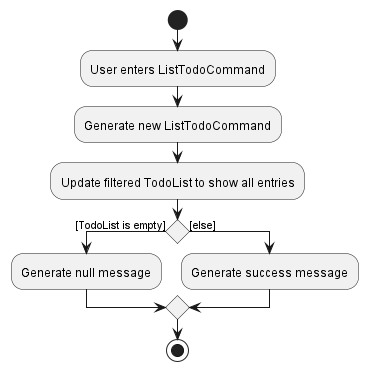 User enters ListTodoCommand
Generate new ListTodoCommand
Update filtered TodoList to show all entries
[TodoList is empty] [else]
Generate null message
Generate success message